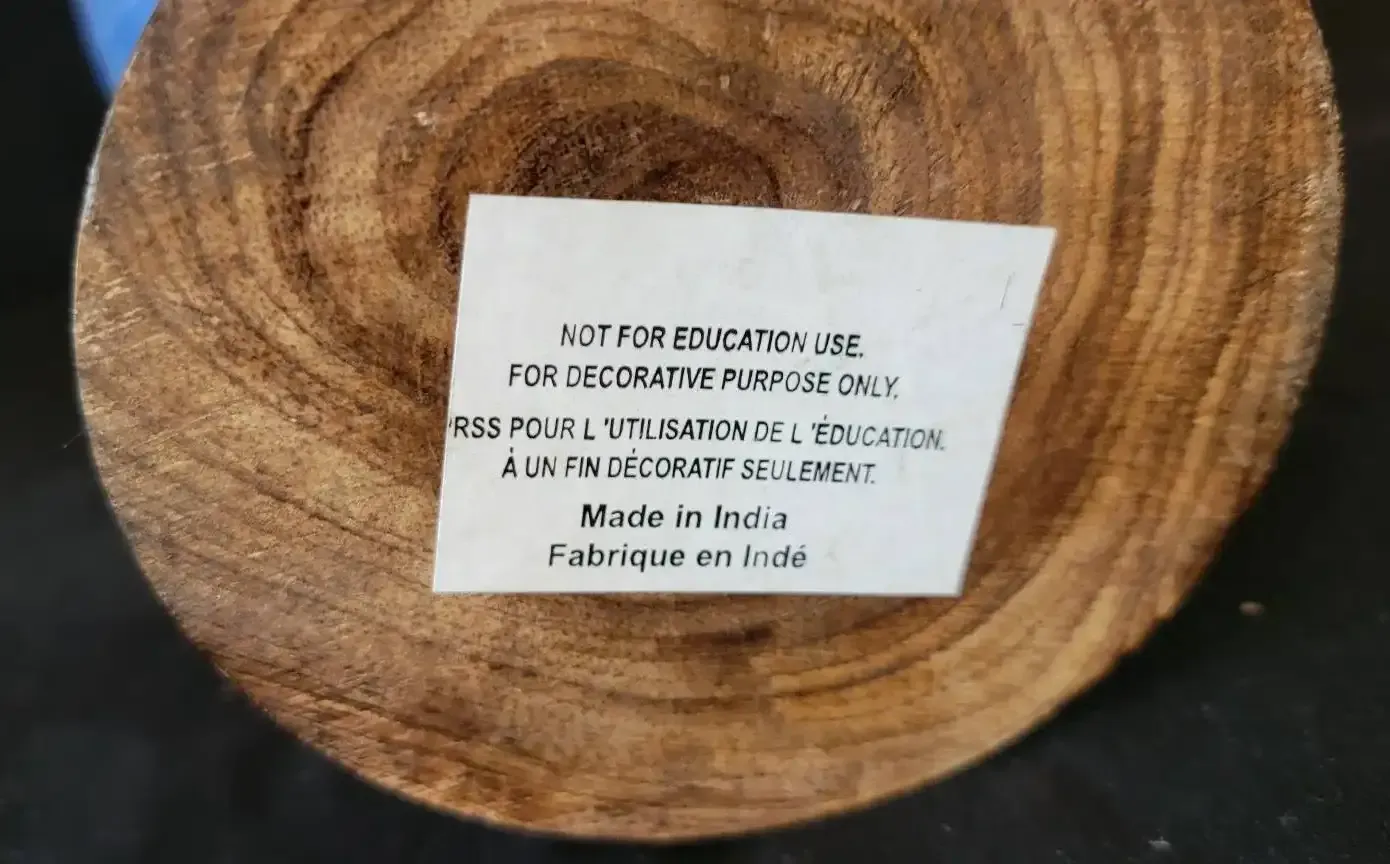 NOT FOR EDUCATION USE.
FOR DECORATIVE PURPOSE ONLY.
'RSS POUR L 'UTILISATION DE L 'ÉDUCATION.
À UN FIN DÉCORATIF SEULEMENT.
Made in India
Fabrique en Indé